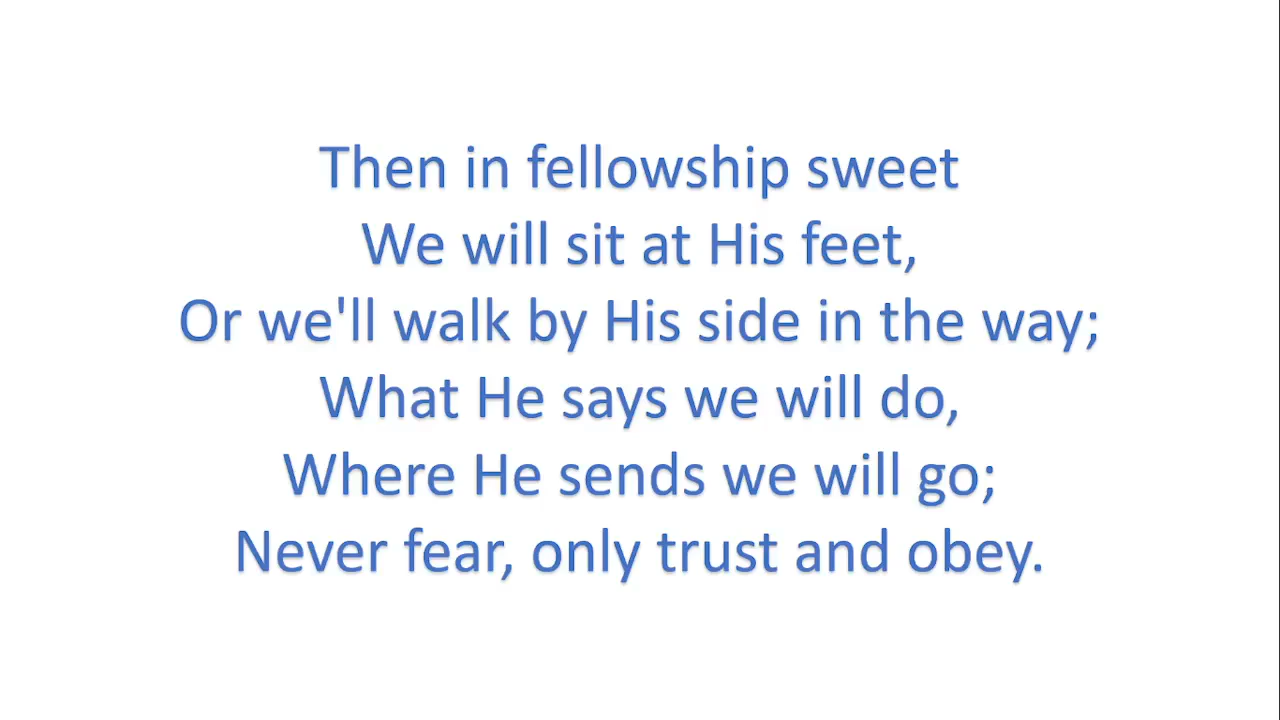 Then in fellowship sweet
We will sit at His feet,
Or we'll walk by His side in the way;
What He says we will do,
Where He sends we will go;
Never fear, only trust and obey.